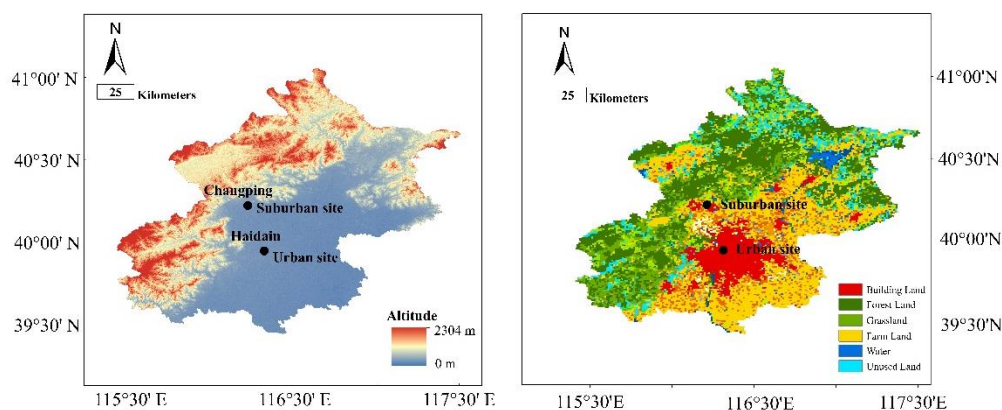 N
41°00' N
25
Kilometers
40°30' N
Changping
Suburban site
40°00' N
Haidain
Urban site
39°30' N
Altitude
2304 m
0 m
115°30'E
116°30'E
117°30'E
N
41°00' N
25
Kilometers
40°30' N
Suburban site
40°00' N
Urban site
Building Land
Forest Land
Grassland
Farm Land
Water
Unused Land
39°30' N
115°30'E
116°30'E
117°30'E